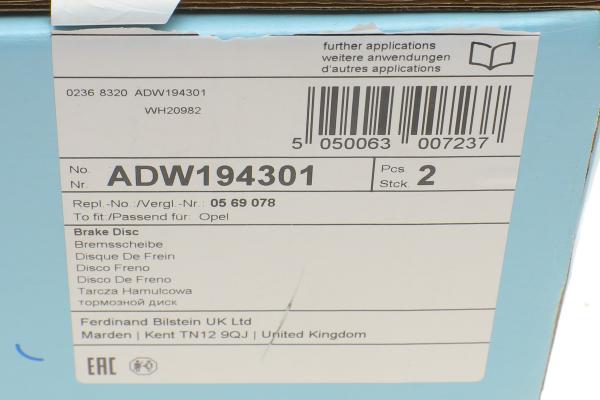 further applications
weitere anwendungen
d'autres applications
0236 8320 ADW194301
WH20982
5 050063 007237
No. Nr. ADW194301 Pcs. Stck. 2
Repl.-No.:/Vergl.-Nr.: 05 69 078
To fit:/Passend für: Opel
Brake Disc
Bremsscheibe
Disque De Frein
Disco Freno
Disco De Freno
Tarcza Hamulcowa
тормозной диск
Ferdinand Bilstein UK Ltd
Marden | Kent TN12 9QJ | United Kingdom
EAC